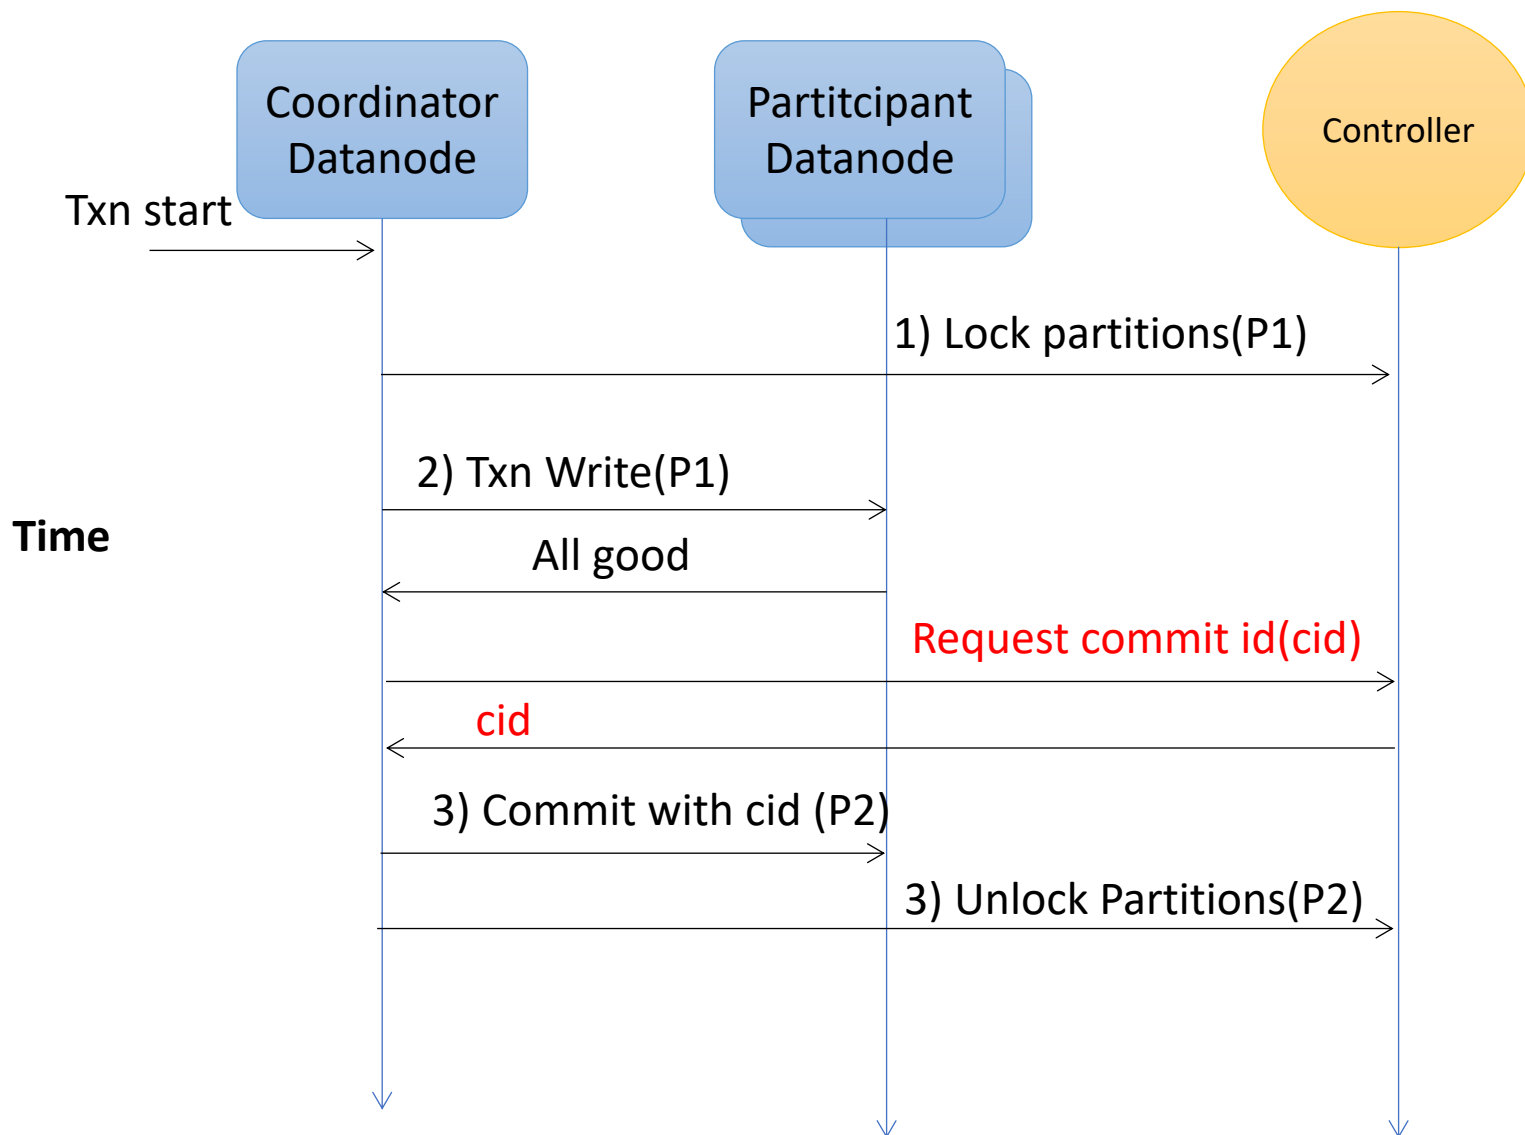 Coordinator
Datanode
Partitcipant
Datanode
Controller
Txn start
1) Lock partitions(P1)
2) Txn Write(P1)
Time
All good
Request commit id(cid)
cid
3) Commit with cid (P2)
3) Unlock Partitions(P2)